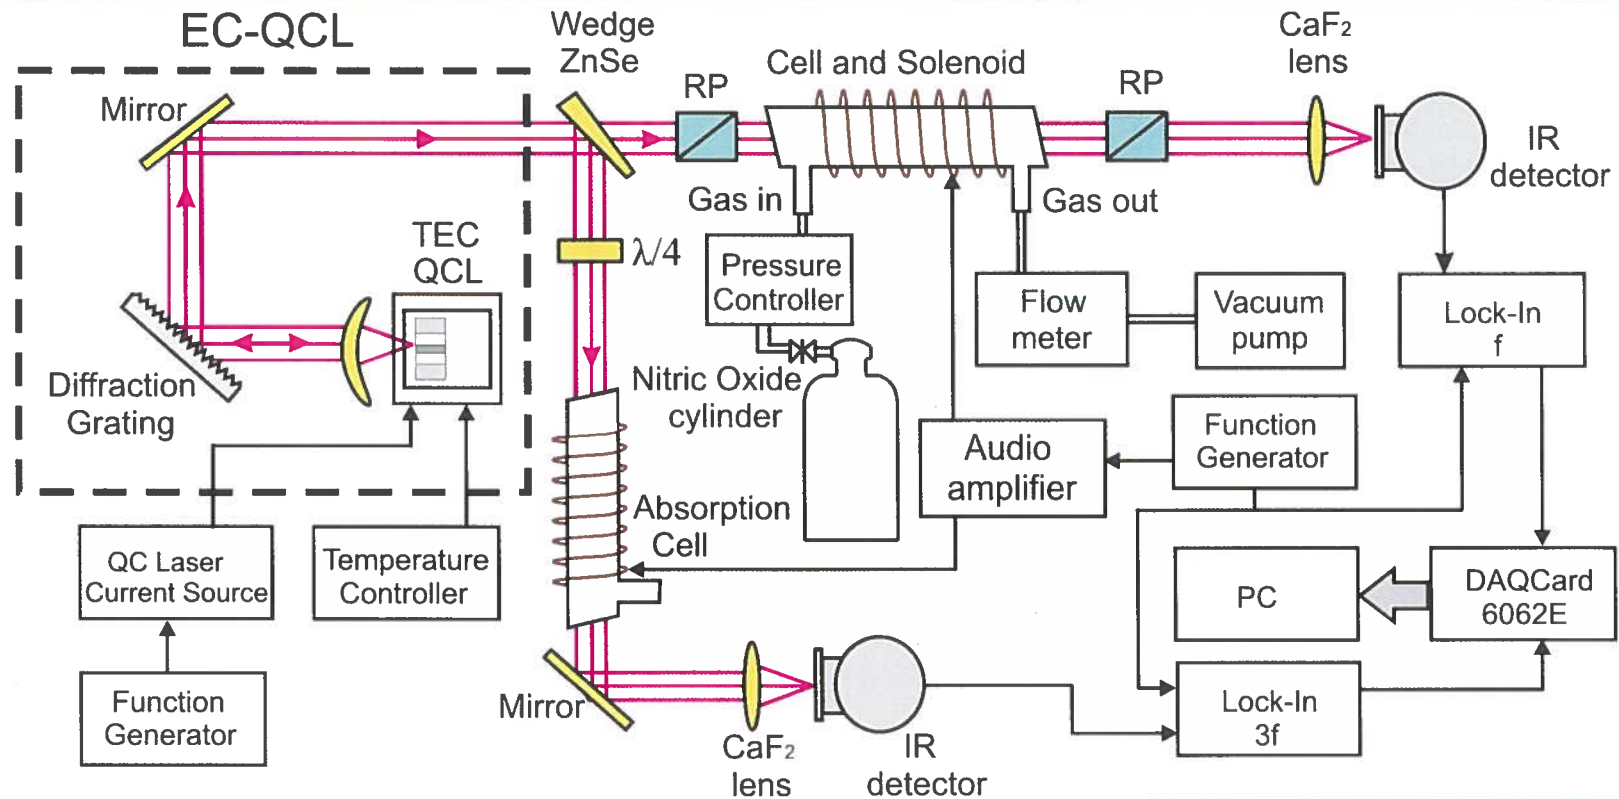 EC-QCL
Wedge
ZnSe
Mirror
RP
Cell and Solenoid
RP
CaF₂
lens
IR
detector
Gas in
Gas out
TEC
QCL
λ/4
Pressure
Controller
Flow
meter
Vacuum
pump
Lock-In
f
Diffraction
Grating
Nitric Oxide
cylinder
Function
Generator
Audio
amplifier
Absorption
Cell
QC Laser
Current Source
Temperature
Controller
PC
DAQCard
6062E
Function
Generator
Mirror
CaF₂
lens
IR
detector
Lock-In
3f